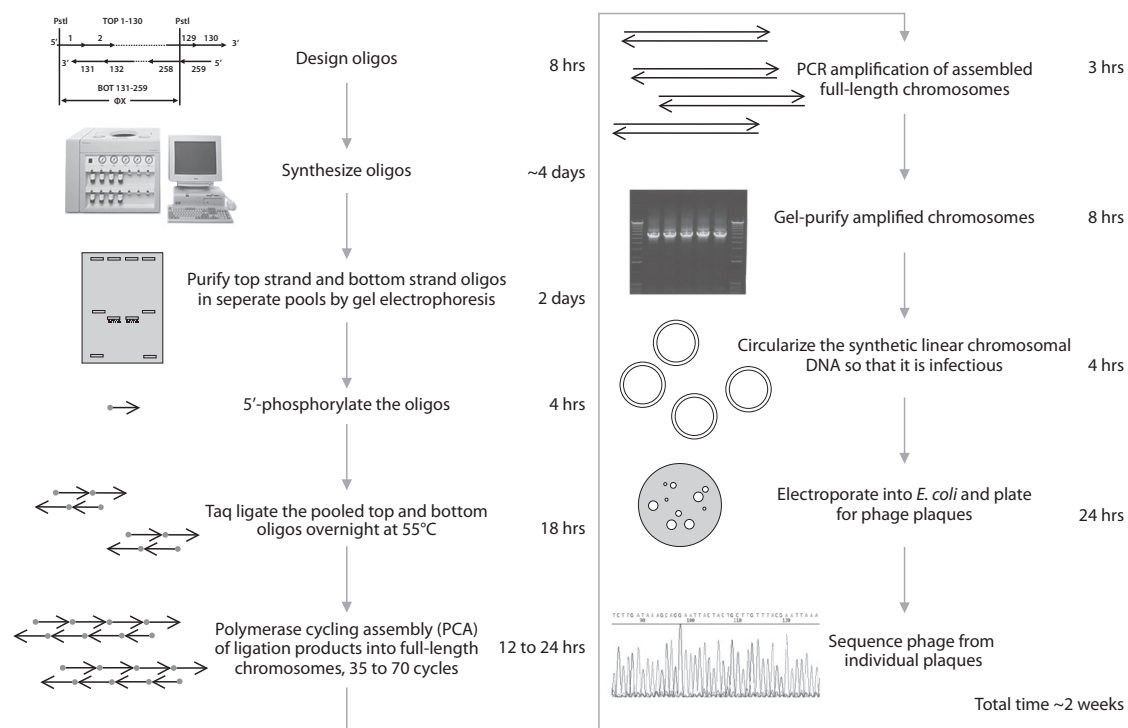 PstI TOP 1-130 PstI
5′ 1 2 129 130 3′
3′ 131 132 258 259 5′
BOT 131-259
ΦX
Design oligos
8 hrs
Synthesize oligos
~4 days
Purify top strand and bottom strand oligos
in seperate pools by gel electrophoresis
2 days
5′-phosphorylate the oligos
4 hrs
Taq ligate the pooled top and bottom
oligos overnight at 55°C
18 hrs
Polymerase cycling assembly (PCA)
of ligation products into full-length
chromosomes, 35 to 70 cycles
12 to 24 hrs
PCR amplification of assembled
full-length chromosomes
3 hrs
Gel-purify amplified chromosomes
8 hrs
Circularize the synthetic linear chromosomal
DNA so that it is infectious
4 hrs
Electroporate into E. coli and plate
for phage plaques
24 hrs
TCTTGATAAAGCAGGAATTACTACTGCTTGTTTACGAATTAAA
90 100 110 120
Sequence phage from
individual plaques
Total time ~2 weeks